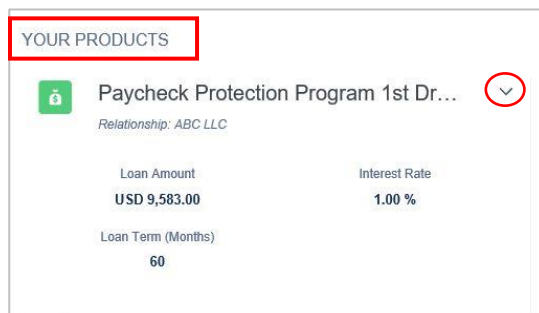 YOUR PRODUCTS
Paycheck Protection Program 1st Dr...
Relationship: ABC LLC
Loan Amount
Interest Rate
USD 9,583.00
1.00 %
Loan Term (Months)
60